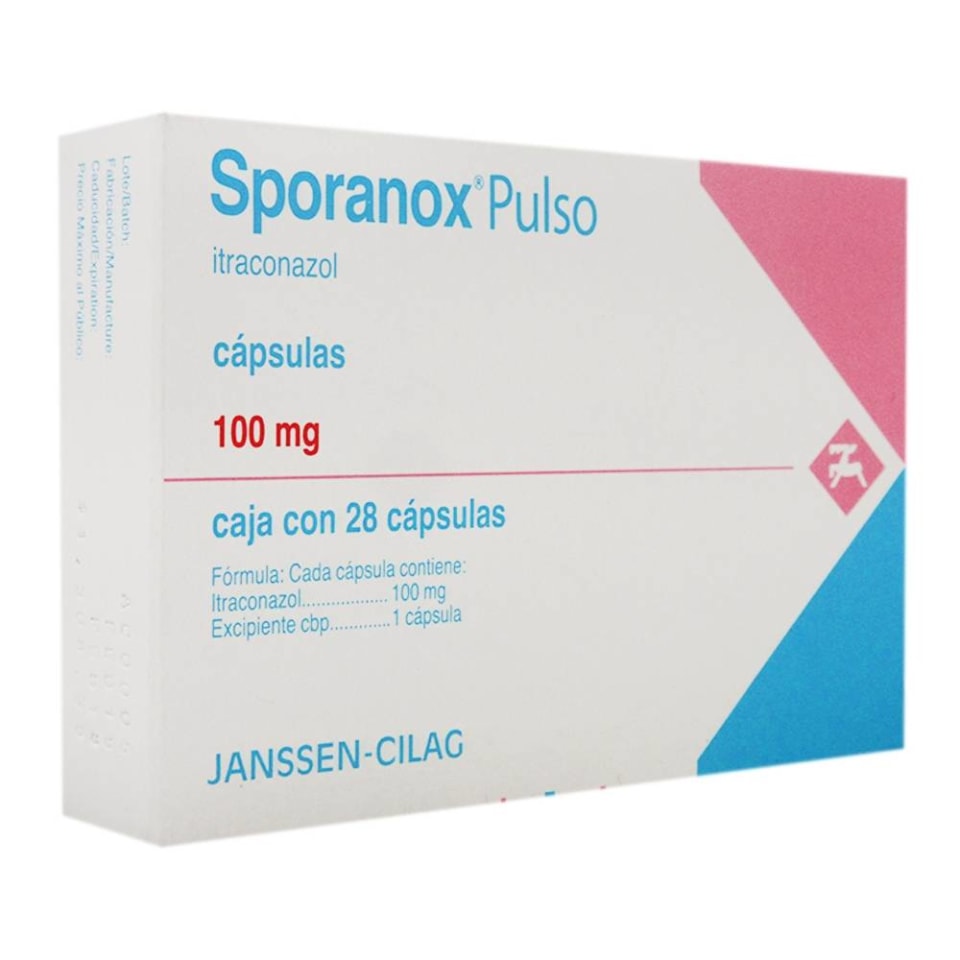 Sporanox® Pulso
itraconazol
cápsulas
100 mg
caja con 28 cápsulas
Fórmula: Cada cápsula contiene:
Itraconazol.................. 100 mg
Excipiente cbp............. 1 cápsula
JANSSEN-CILAG
Lote/Batch:
Fabricación/Manufacture:
Caducidad/Expiration:
Precio Máximo al Público: